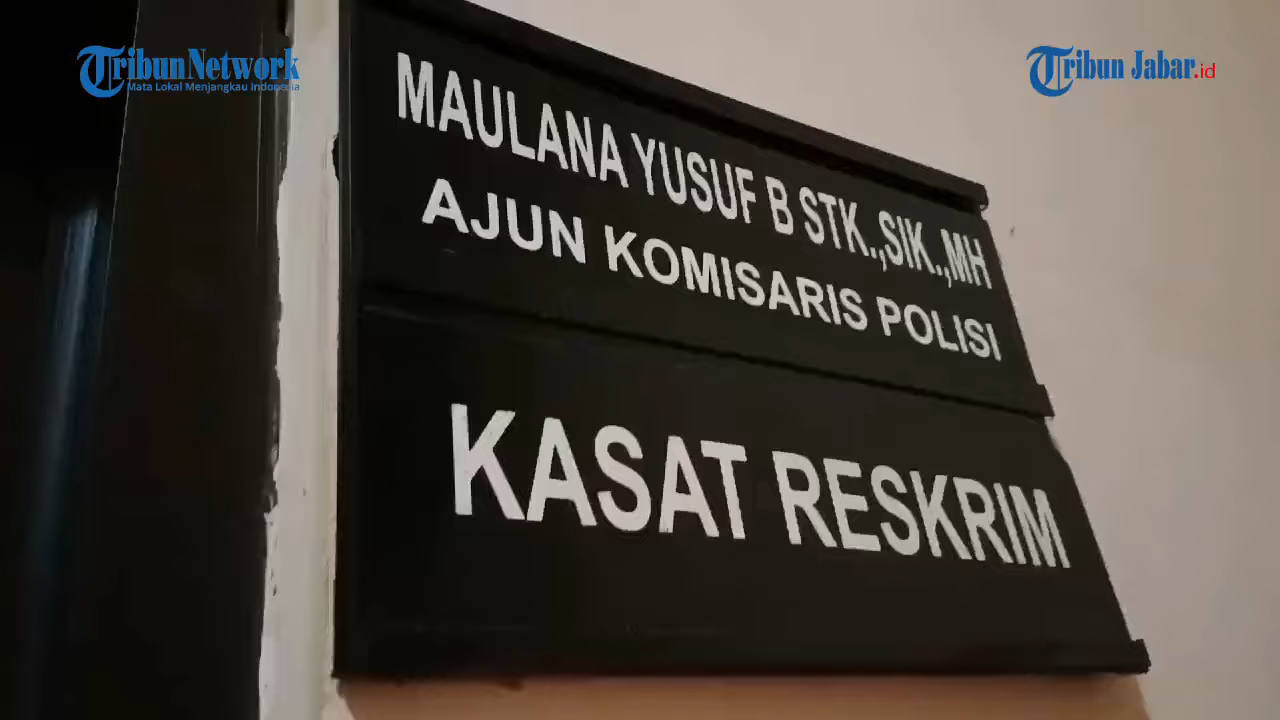 TribunNetwork
Mata Lokal Menjangkau Indonesia
Tribun Jabar.id
MAULANA YUSUF B STK.,SIK.,MH
AJUN KOMISARIS POLISI
KASAT RESKRIM